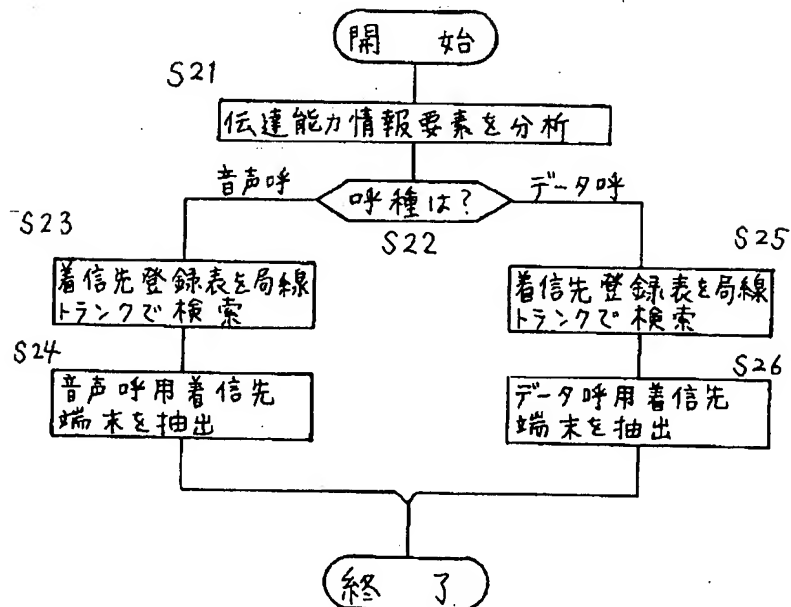 開 始
S21
伝達能力情報要素を分析
音声呼
呼種は?
データ呼
S22
S23
着信先登録表を局線
トランクで検索
S25
着信先登録表を局線
トランクで検索
S24
音声呼用着信先
端末を抽出
S26
データ呼用着信先
端末を抽出
終 了